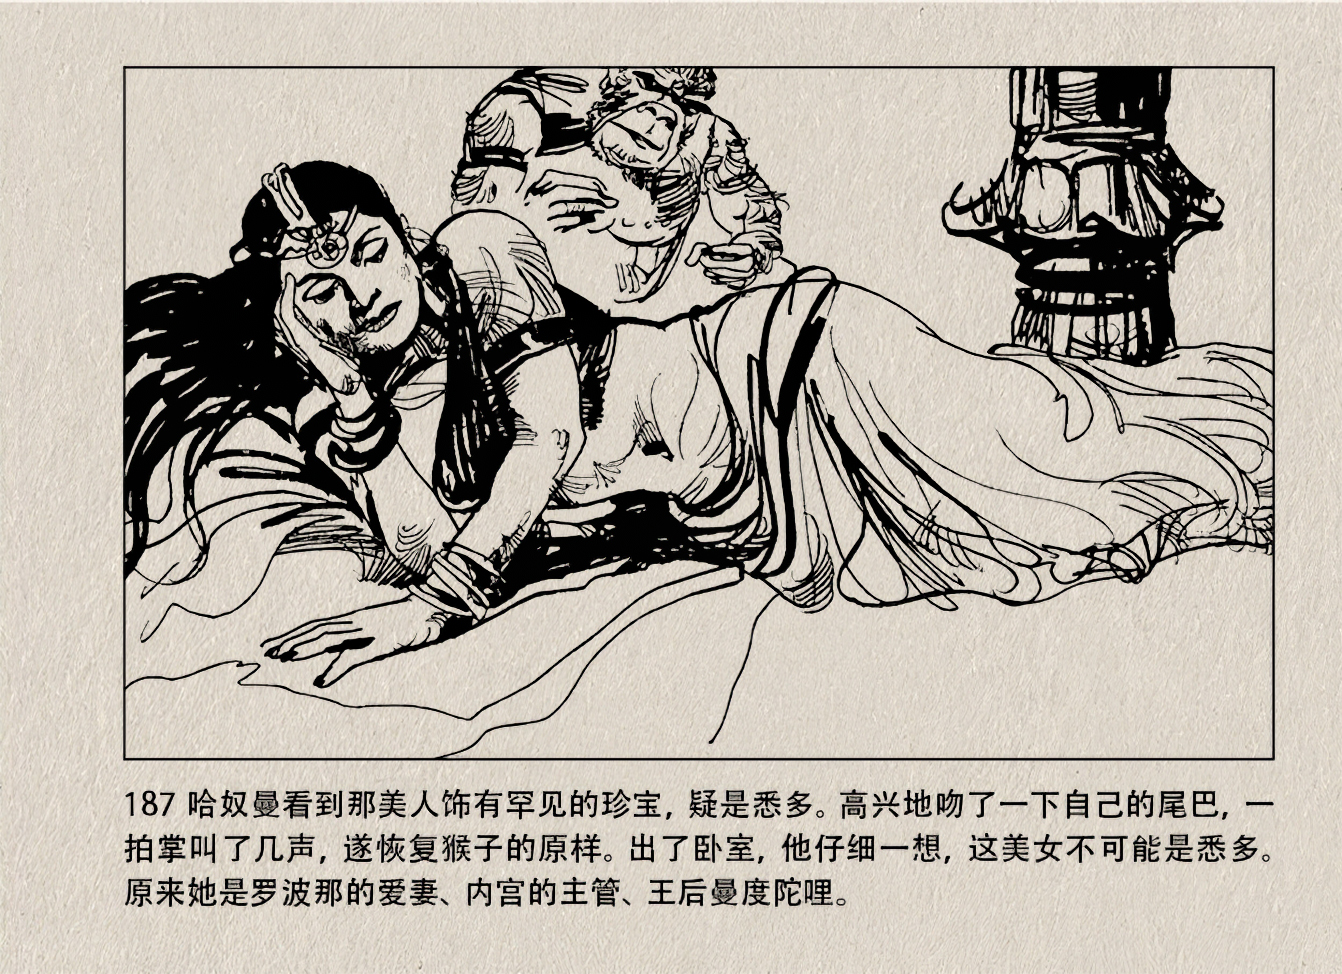 187 哈奴曼看到那美人饰有罕见的珍宝，疑是悉多。高兴地吻了一下自己的尾巴，一
拍掌叫了几声，遂恢复猴子的原样。出了卧室，他仔细一想，这美女不可能是悉多。
原来她是罗波那的爱妻、内宫的主管、王后曼度陀哩。